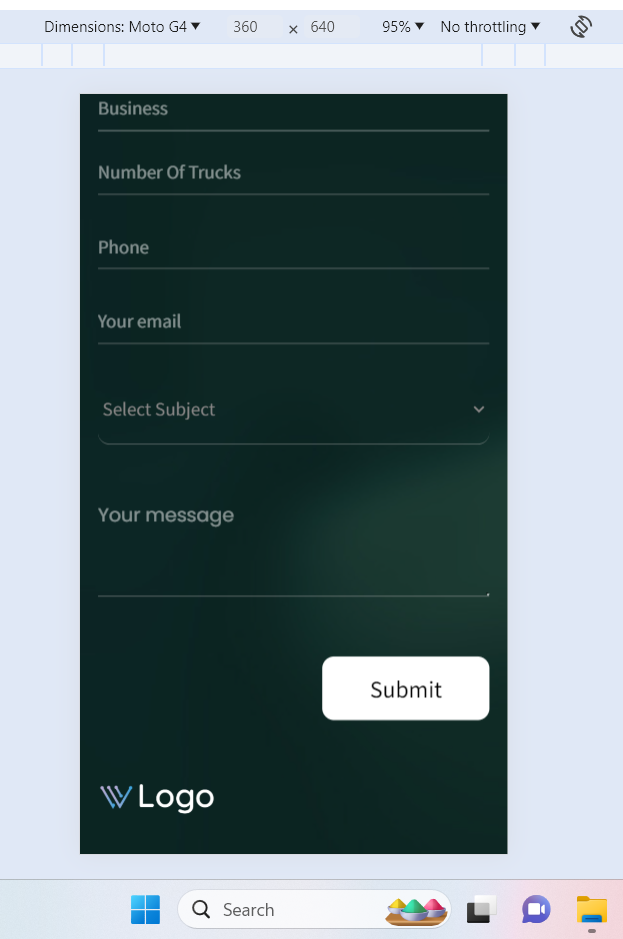 Dimensions: Moto G4 ▼ 360 × 640 95% ▼ No throttling ▼
Business
Number Of Trucks
Phone
Your email
Select Subject
Your message
Submit
Logo
Search